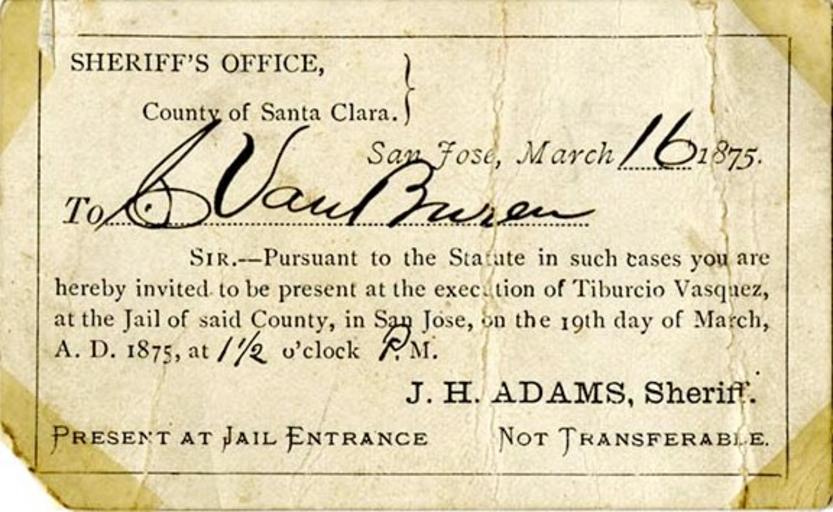 SHERIFF'S OFFICE,
County of Santa Clara.
San Jose, March 16 1875.
To C Van Buren
SIR.—Pursuant to the Statute in such cases you are
hereby invited to be present at the execution of Tiburcio Vasquez,
at the Jail of said County, in San Jose, on the 19th day of March,
A. D. 1875, at 1 1/2 o'clock P. M.
J. H. ADAMS, Sheriff.
PRESENT AT JAIL ENTRANCE NOT TRANSFERABLE.